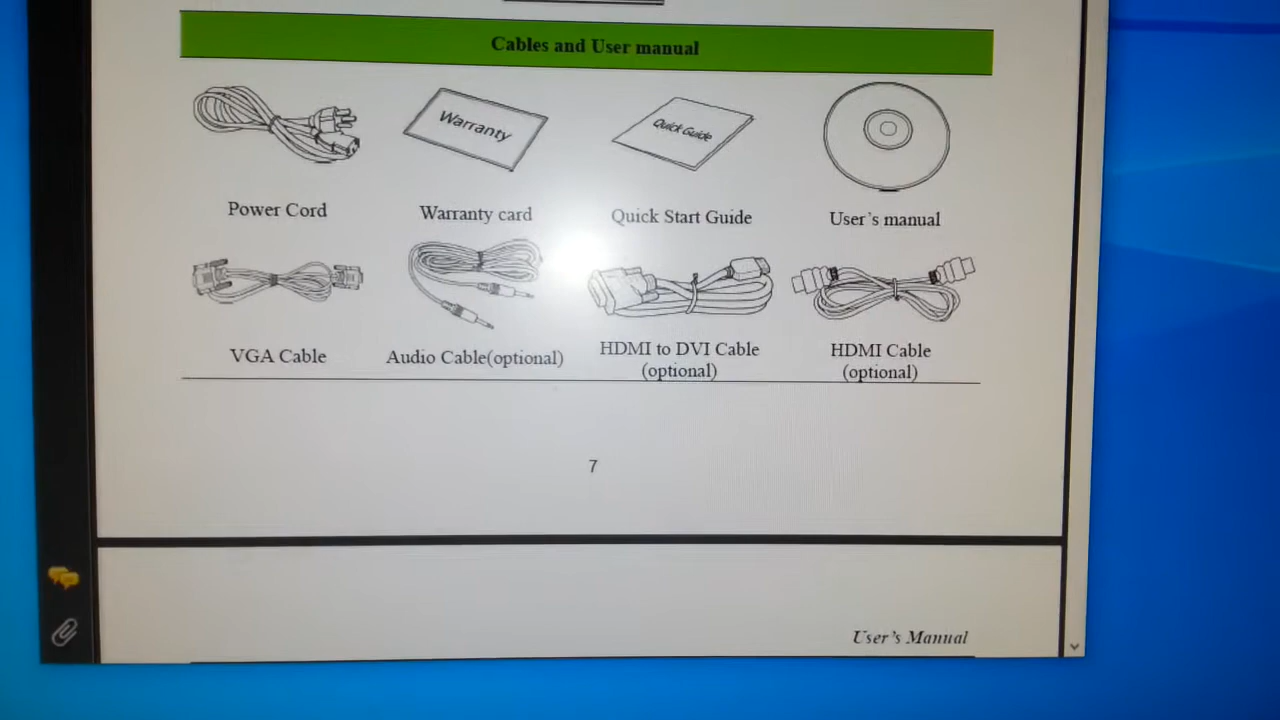 Cables and User manual
Warranty
Quick Guide
Power Cord
Warranty card
Quick Start Guide
User's manual
VGA Cable
Audio Cable(optional)
HDMI to DVI Cable
(optional)
HDMI Cable
(optional)
7
User's Manual